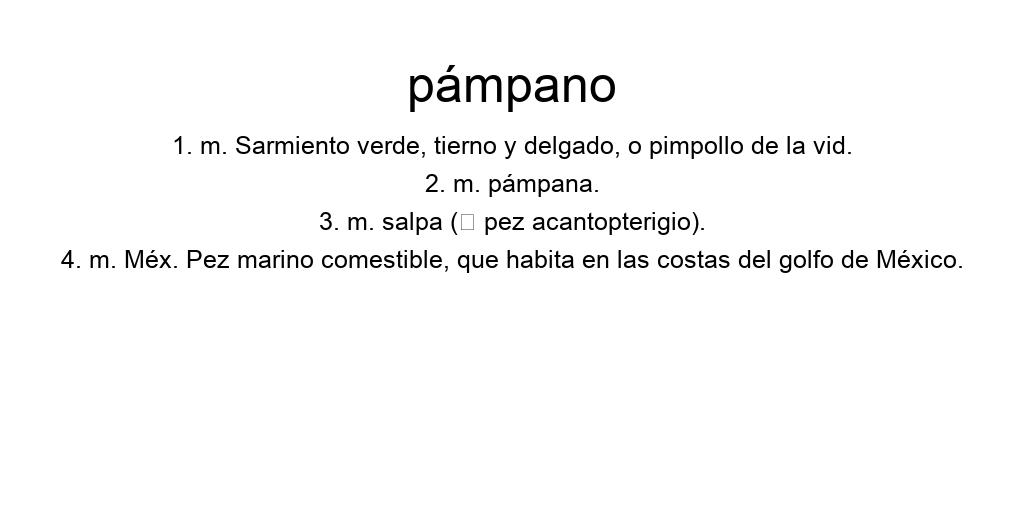 pámpano
1. m. Sarmiento verde, tierno y delgado, o pimpollo de la vid.
2. m. pámpana.
3. m. salpa (□ pez acantopterigio).
4. m. Méx. Pez marino comestible, que habita en las costas del golfo de México.